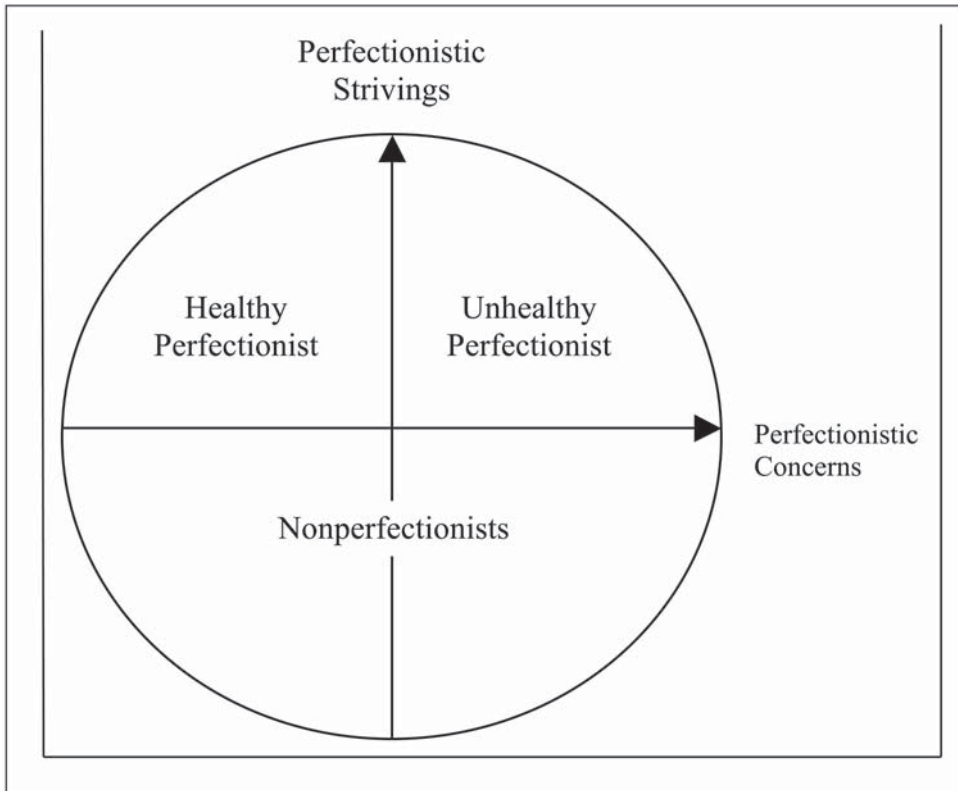 Perfectionistic
Strivings
Healthy
Perfectionist
Unhealthy
Perfectionist
Perfectionistic
Concerns
Nonperfectionists